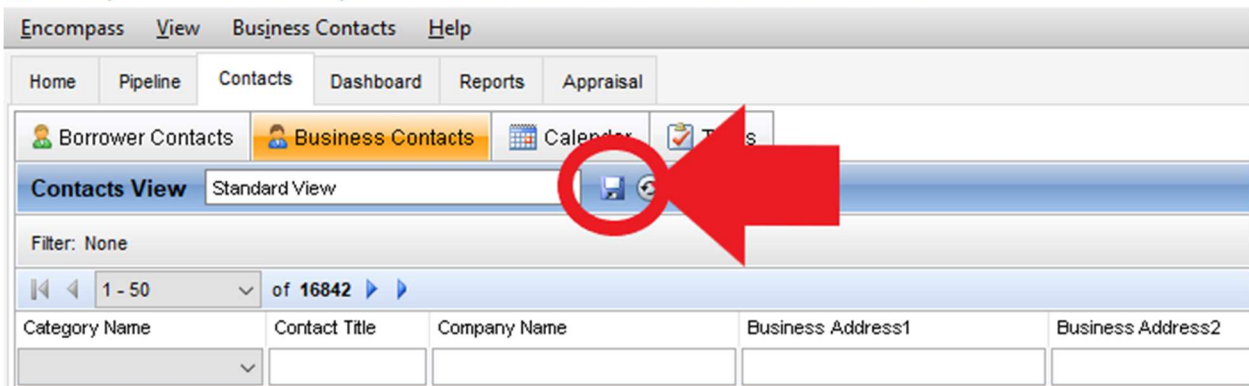 Encompass View Business Contacts Help
Home Pipeline Contacts Dashboard Reports Appraisal
Borrower Contacts Business Contacts Calendar
Contacts View Standard View
Filter: None
1 - 50 of 16842
Category Name Contact Title Company Name Business Address1 Business Address2